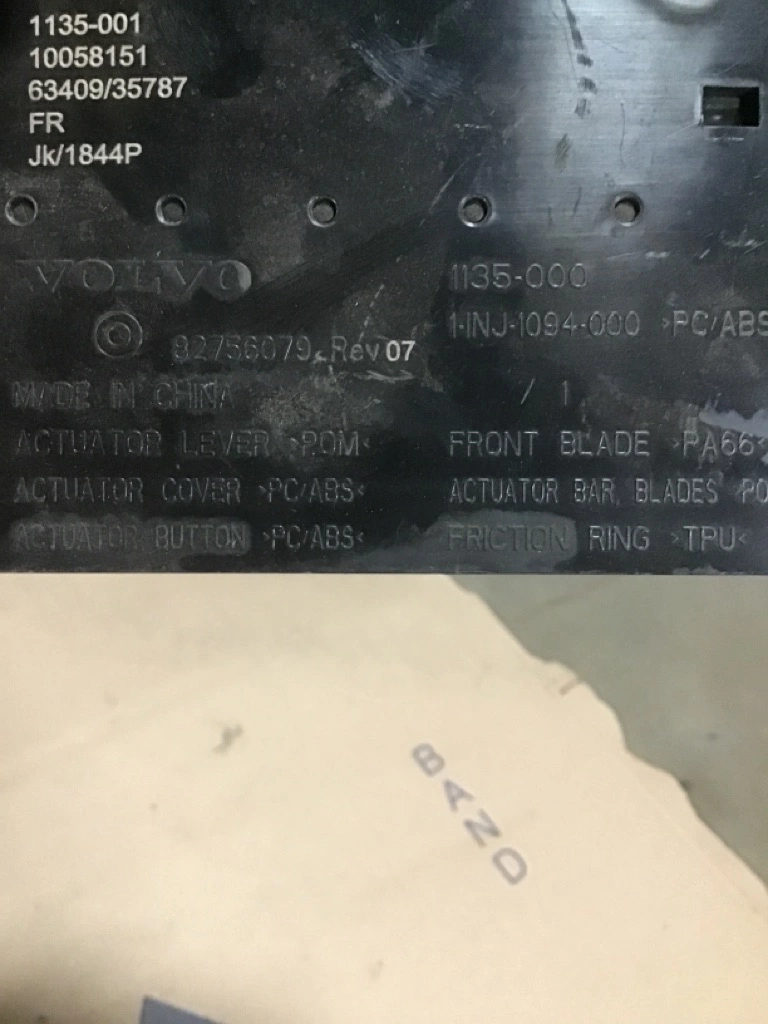 1135-001
10058151
63409/35787
FR
Jk/1844P
VOLVO
© 82756079 Rev 07
MADE IN CHINA
ACTUATOR LEVER >POM<
ACTUATOR COVER >PC/ABS<
ACTUATOR BUTTON >PC/ABS<
1135-000
1-INJ-1094-000 >PC/ABS
/ 1
FRONT BLADE >PA66<
ACTUATOR BAR, BLADES >PO
FRICTION RING >TPU<
BAND